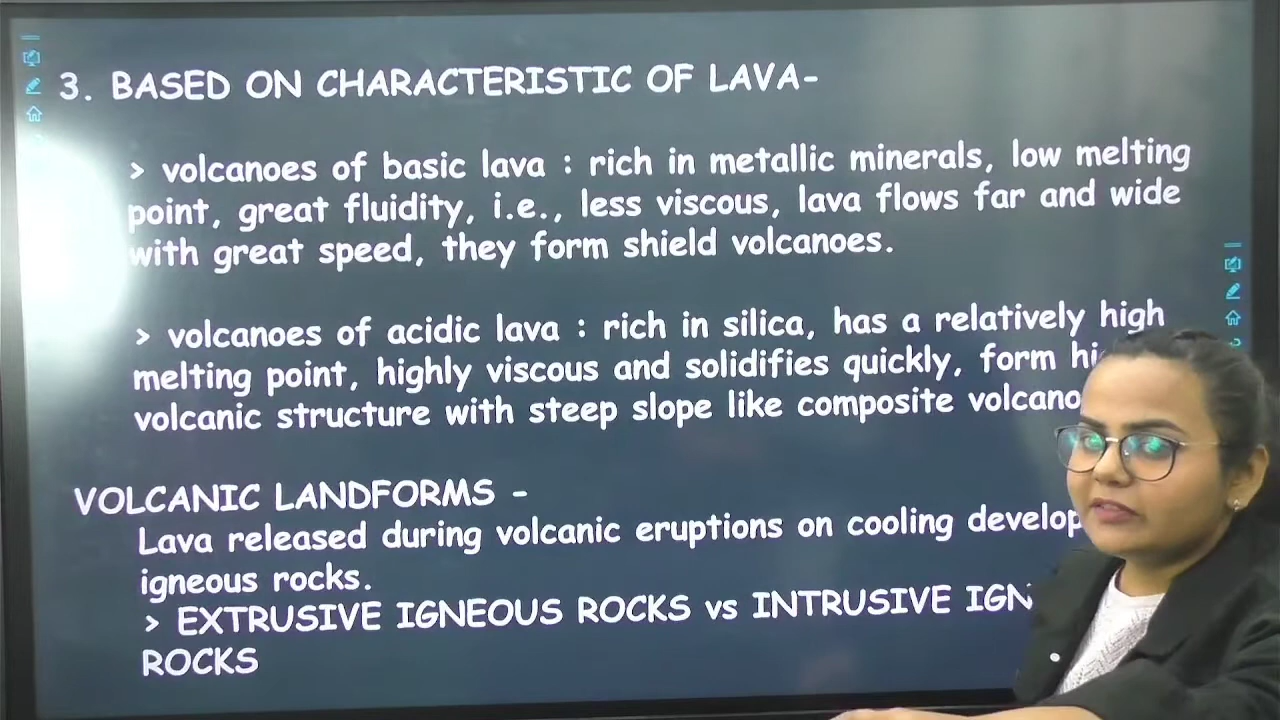 3. BASED ON CHARACTERISTIC OF LAVA-
> volcanoes of basic lava : rich in metallic minerals, low melting
point, great fluidity, i.e., less viscous, lava flows far and wide
with great speed, they form shield volcanoes.
> volcanoes of acidic lava : rich in silica, has a relatively high
melting point, highly viscous and solidifies quickly, form
volcanic structure with steep slope like composite
VOLCANIC LANDFORMS -
Lava released during volcanic eruptions on cooling
igneous rocks.
> EXTRUSIVE IGNEOUS ROCKS vs INTRUSIVE
ROCKS